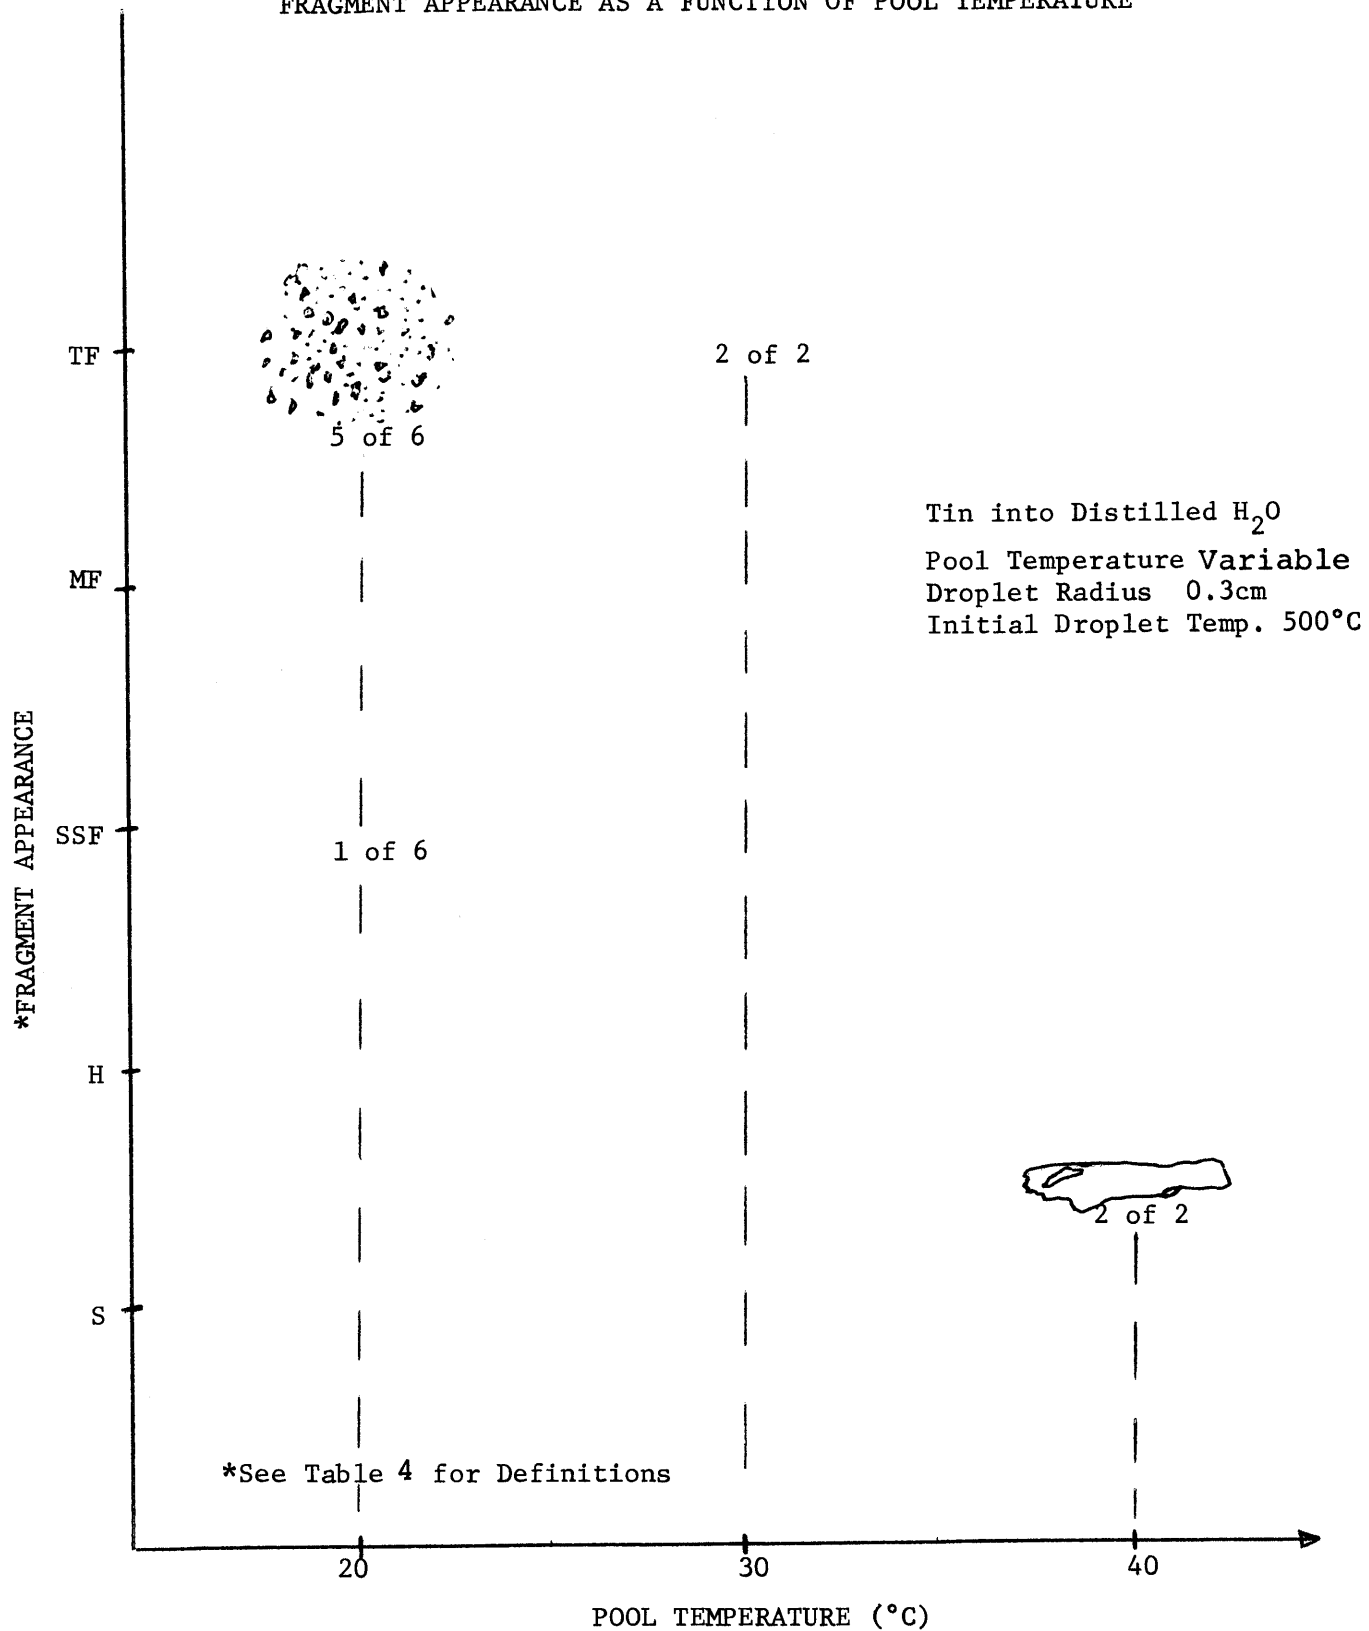 FRAGMENT APPEARANCE AS A FUNCTION OF POOL TEMPERATURE
TF
2 of 2
5 of 6
Tin into Distilled H₂O
Pool Temperature Variable
Droplet Radius 0.3cm
Initial Droplet Temp. 500°C
MF
*FRAGMENT APPEARANCE
SSF
1 of 6
H
2 of 2
S
*See Table 4 for Definitions
20
30
40
POOL TEMPERATURE (°C)